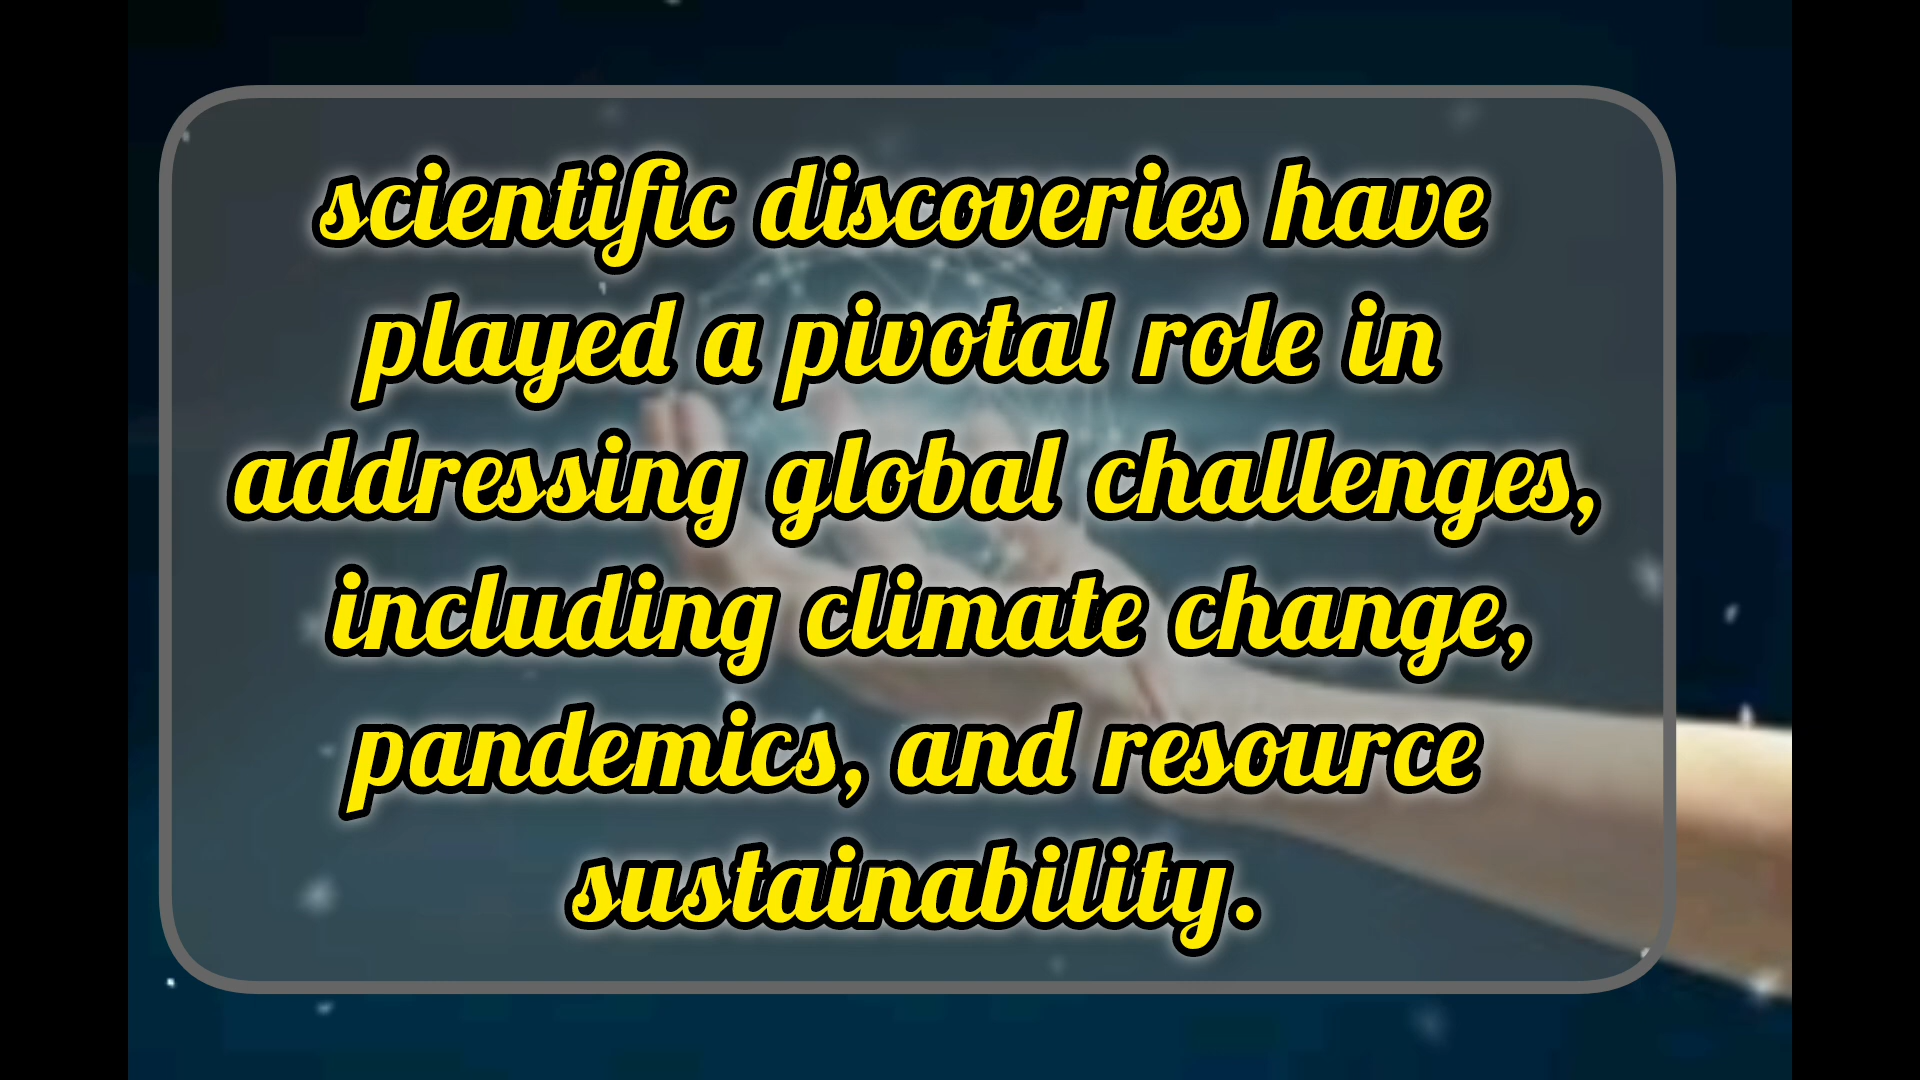 scientific discoveries have
played a pivotal role in
addressing global challenges,
including climate change,
pandemics, and resource
sustainability.